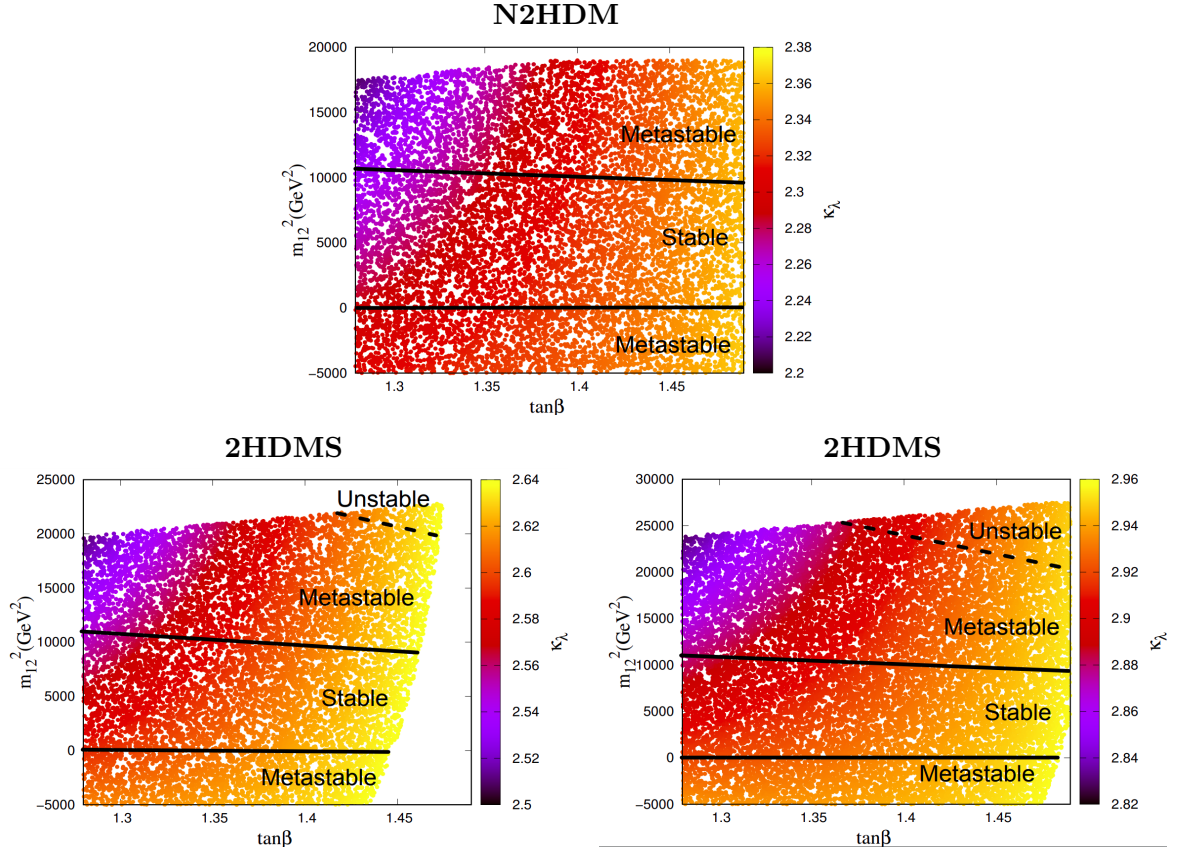 N2HDM
20000
15000
10000
5000
0
−5000
m₁₂²(GeV²)
1.3
1.35
1.4
1.45
tanβ
Metastable
Stable
Metastable
2.38
2.36
2.34
2.32
2.3
2.28
2.26
2.24
2.22
2.2
κλ
2HDMS
25000
20000
15000
10000
5000
0
−5000
m₁₂²(GeV²)
1.3
1.35
1.4
1.45
tanβ
Unstable
Metastable
Stable
Metastable
2.64
2.62
2.6
2.58
2.56
2.54
2.52
2.5
κλ
2HDMS
30000
25000
20000
15000
10000
5000
0
−5000
m₁₂²(GeV²)
1.3
1.35
1.4
1.45
tanβ
Unstable
Metastable
Stable
Metastable
2.96
2.94
2.92
2.9
2.88
2.86
2.84
2.82
κλ